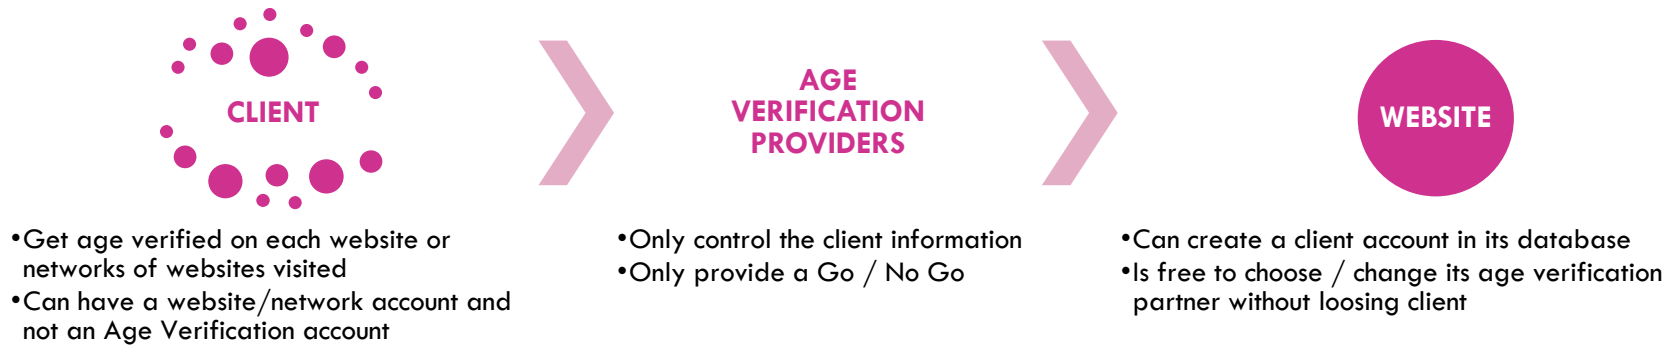 CLIENT
•Get age verified on each website or
networks of websites visited
•Can have a website/network account and
not an Age Verification account
AGE
VERIFICATION
PROVIDERS
•Only control the client information
•Only provide a Go / No Go
WEBSITE
•Can create a client account in its database
•Is free to choose / change its age verification
partner without loosing client